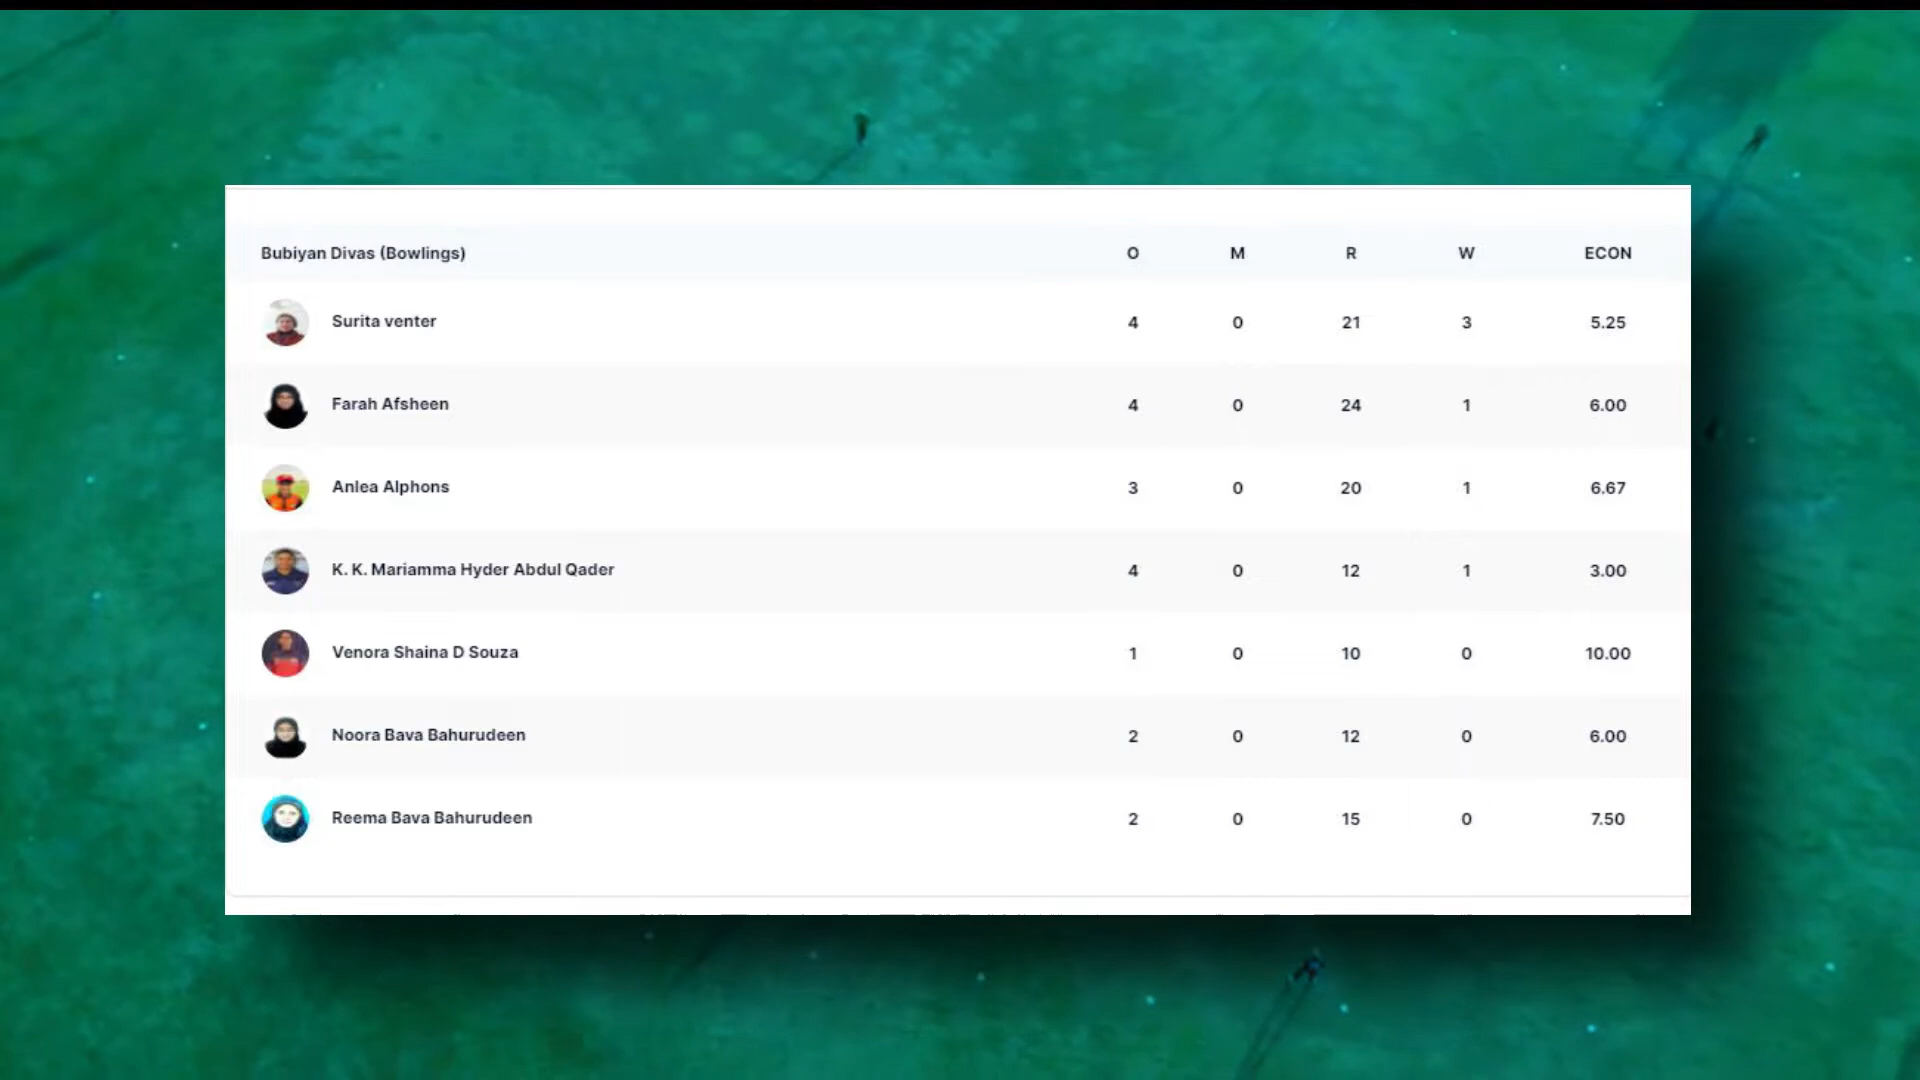 Bubiyan Divas (Bowlings) O M R W ECON
Surita venter 4 0 21 3 5.25
Farah Afsheen 4 0 24 1 6.00
Anlea Alphons 3 0 20 1 6.67
K. K. Mariamma Hyder Abdul Qader 4 0 12 1 3.00
Venora Shaina D Souza 1 0 10 0 10.00
Noora Bava Bahurudeen 2 0 12 0 6.00
Reema Bava Bahurudeen 2 0 15 0 7.50